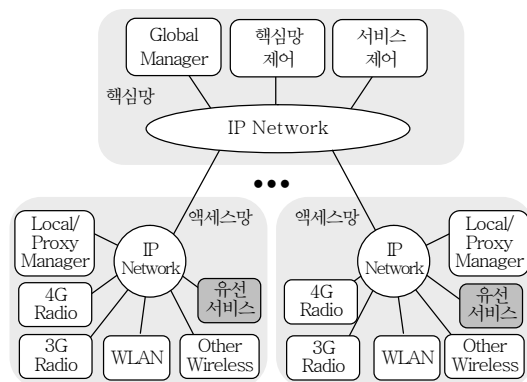 Global
Manager
핵심망
제어
서비스
제어
핵심망
IP Network
액세스망
Local/
Proxy
Manager
IP
Network
4G
Radio
유선
서비스
3G
Radio
WLAN
Other
Wireless
액세스망
Local/
Proxy
Manager
IP
Network
4G
Radio
유선
서비스
3G
Radio
WLAN
Other
Wireless